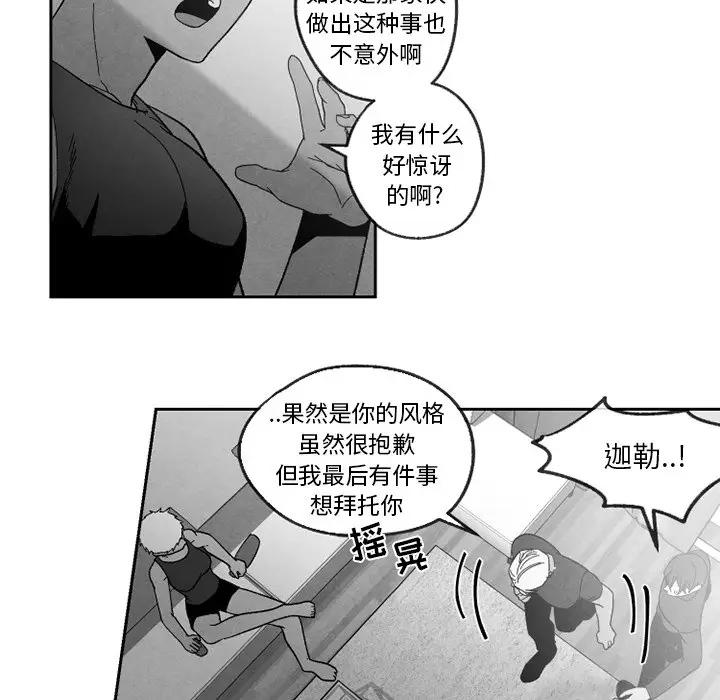 做出这种事也
不意外啊
我有什么
好惊讶
的啊?
..果然是你的风格
虽然很抱歉
但我最后有件事
想拜托你
迦勒..!
摇晃